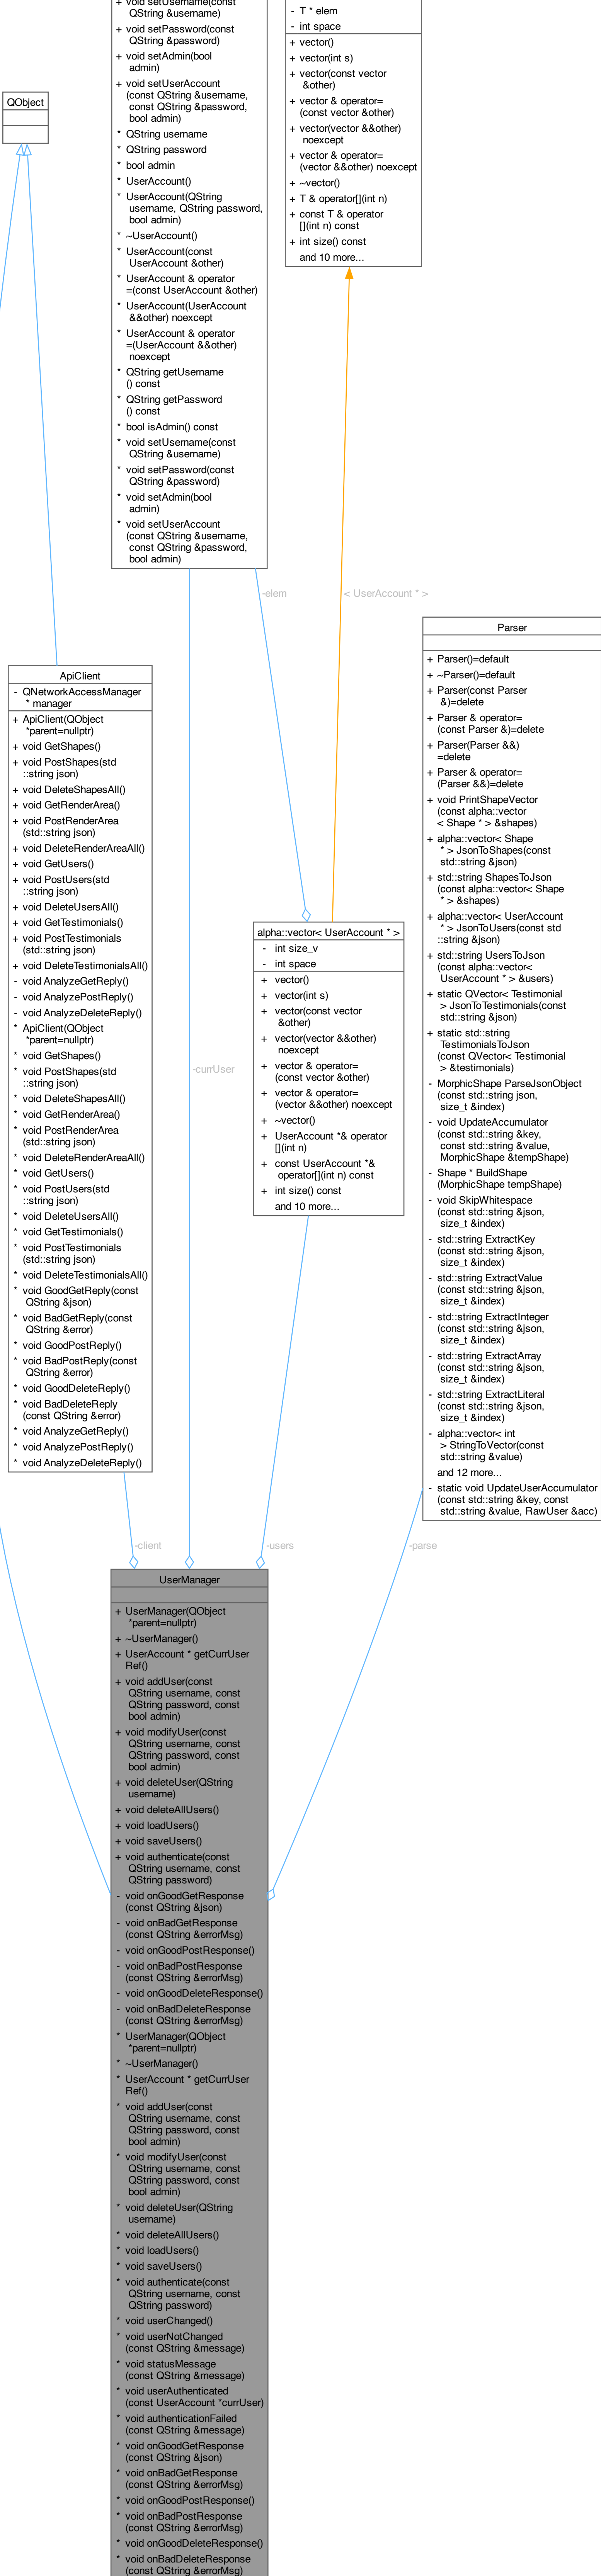 + void setUsername(const
QString &username)
+ void setPassword(const
QString &password)
+ void setAdmin(bool
admin)
+ void setUserAccount
(const QString &username,
const QString &password,
bool admin)
* QString username
* QString password
* bool admin
* UserAccount()
* UserAccount(QString
username, QString password,
bool admin)
* ~UserAccount()
* UserAccount(const
UserAccount &other)
* UserAccount & operator
=(const UserAccount &other)
* UserAccount(UserAccount
&&other) noexcept
* UserAccount & operator
=(UserAccount &&other)
noexcept
* QString getUsername
() const
* QString getPassword
() const
* bool isAdmin() const
* void setUsername(const
QString &username)
* void setPassword(const
QString &password)
* void setAdmin(bool
admin)
* void setUserAccount
(const QString &username,
const QString &password,
bool admin)
- T * elem
- int space
+ vector()
+ vector(int s)
+ vector(const vector
&other)
+ vector & operator=
(const vector &other)
+ vector(vector &&other)
noexcept
+ vector & operator=
(vector &&other) noexcept
+ ~vector()
+ T & operator[](int n)
+ const T & operator
[](int n) const
+ int size() const
and 10 more...
QObject
-elem
< UserAccount * >
ApiClient
- QNetworkAccessManager
* manager
+ ApiClient(QObject
*parent=nullptr)
+ void GetShapes()
+ void PostShapes(std
::string json)
+ void DeleteShapesAll()
+ void GetRenderArea()
+ void PostRenderArea
(std::string json)
+ void DeleteRenderAreaAll()
+ void GetUsers()
+ void PostUsers(std
::string json)
+ void DeleteUsersAll()
+ void GetTestimonials()
+ void PostTestimonials
(std::string json)
+ void DeleteTestimonialsAll()
- void AnalyzeGetReply()
- void AnalyzePostReply()
- void AnalyzeDeleteReply()
* ApiClient(QObject
*parent=nullptr)
* void GetShapes()
* void PostShapes(std
::string json)
* void DeleteShapesAll()
* void GetRenderArea()
* void PostRenderArea
(std::string json)
* void DeleteRenderAreaAll()
* void GetUsers()
* void PostUsers(std
::string json)
* void DeleteUsersAll()
* void GetTestimonials()
* void PostTestimonials
(std::string json)
* void DeleteTestimonialsAll()
* void GoodGetReply(const
QString &json)
* void BadGetReply(const
QString &error)
* void GoodPostReply()
* void BadPostReply(const
QString &error)
* void GoodDeleteReply()
* void BadDeleteReply
(const QString &error)
* void AnalyzeGetReply()
* void AnalyzePostReply()
* void AnalyzeDeleteReply()
-currUser
alpha::vector< UserAccount * >
- int size_v
- int space
+ vector()
+ vector(int s)
+ vector(const vector
&other)
+ vector(vector &&other)
noexcept
+ vector & operator=
(const vector &other)
+ vector & operator=
(vector &&other) noexcept
+ ~vector()
+ UserAccount *& operator
[](int n)
+ const UserAccount *&
operator[](int n) const
+ int size() const
and 10 more...
Parser
+ Parser()=default
+ ~Parser()=default
+ Parser(const Parser
&)=delete
+ Parser & operator=
(const Parser &)=delete
+ Parser(Parser &&)
=delete
+ Parser & operator=
(Parser &&)=delete
+ void PrintShapeVector
(const alpha::vector
< Shape * > &shapes)
+ alpha::vector< Shape
* > JsonToShapes(const
std::string &json)
+ std::string ShapesToJson
(const alpha::vector< Shape
* > &shapes)
+ alpha::vector< UserAccount
* > JsonToUsers(const std
::string &json)
+ std::string UsersToJson
(const alpha::vector<
UserAccount * > &users)
+ static QVector< Testimonial
> JsonToTestimonials(const
std::string &json)
+ static std::string
TestimonialsToJson
(const QVector< Testimonial
> &testimonials)
- MorphicShape ParseJsonObject
(const std::string json,
size_t &index)
- void UpdateAccumulator
(const std::string &key,
const std::string &value,
MorphicShape &tempShape)
- Shape * BuildShape
(MorphicShape tempShape)
- void SkipWhitespace
(const std::string &json,
size_t &index)
- std::string ExtractKey
(const std::string &json,
size_t &index)
- std::string ExtractValue
(const std::string &json,
size_t &index)
- std::string ExtractInteger
(const std::string &json,
size_t &index)
- std::string ExtractArray
(const std::string &json,
size_t &index)
- std::string ExtractLiteral
(const std::string &json,
size_t &index)
- alpha::vector< int
> StringToVector(const
std::string &value)
and 12 more...
- static void UpdateUserAccumulator
(const std::string &key, const
std::string &value, RawUser &acc)
-client
-users
-parse
UserManager
+ UserManager(QObject
*parent=nullptr)
+ ~UserManager()
+ UserAccount * getCurrUser
Ref()
+ void addUser(const
QString username, const
QString password, const
bool admin)
+ void modifyUser(const
QString username, const
QString password, const
bool admin)
+ void deleteUser(QString
username)
+ void deleteAllUsers()
+ void loadUsers()
+ void saveUsers()
+ void authenticate(const
QString username, const
QString password)
- void onGoodGetResponse
(const QString &json)
- void onBadGetResponse
(const QString &errorMsg)
- void onGoodPostResponse()
- void onBadPostResponse
(const QString &errorMsg)
- void onGoodDeleteResponse()
- void onBadDeleteResponse
(const QString &errorMsg)
* UserManager(QObject
*parent=nullptr)
* ~UserManager()
* UserAccount * getCurrUser
Ref()
* void addUser(const
QString username, const
QString password, const
bool admin)
* void modifyUser(const
QString username, const
QString password, const
bool admin)
* void deleteUser(QString
username)
* void deleteAllUsers()
* void loadUsers()
* void saveUsers()
* void authenticate(const
QString username, const
QString password)
* void userChanged()
* void userNotChanged
(const QString &message)
* void statusMessage
(const QString &message)
* void userAuthenticated
(const UserAccount *currUser)
* void authenticationFailed
(const QString &message)
* void onGoodGetResponse
(const QString &json)
* void onBadGetResponse
(const QString &errorMsg)
* void onGoodPostResponse()
* void onBadPostResponse
(const QString &errorMsg)
* void onGoodDeleteResponse()
* void onBadDeleteResponse
(const QString &errorMsg)